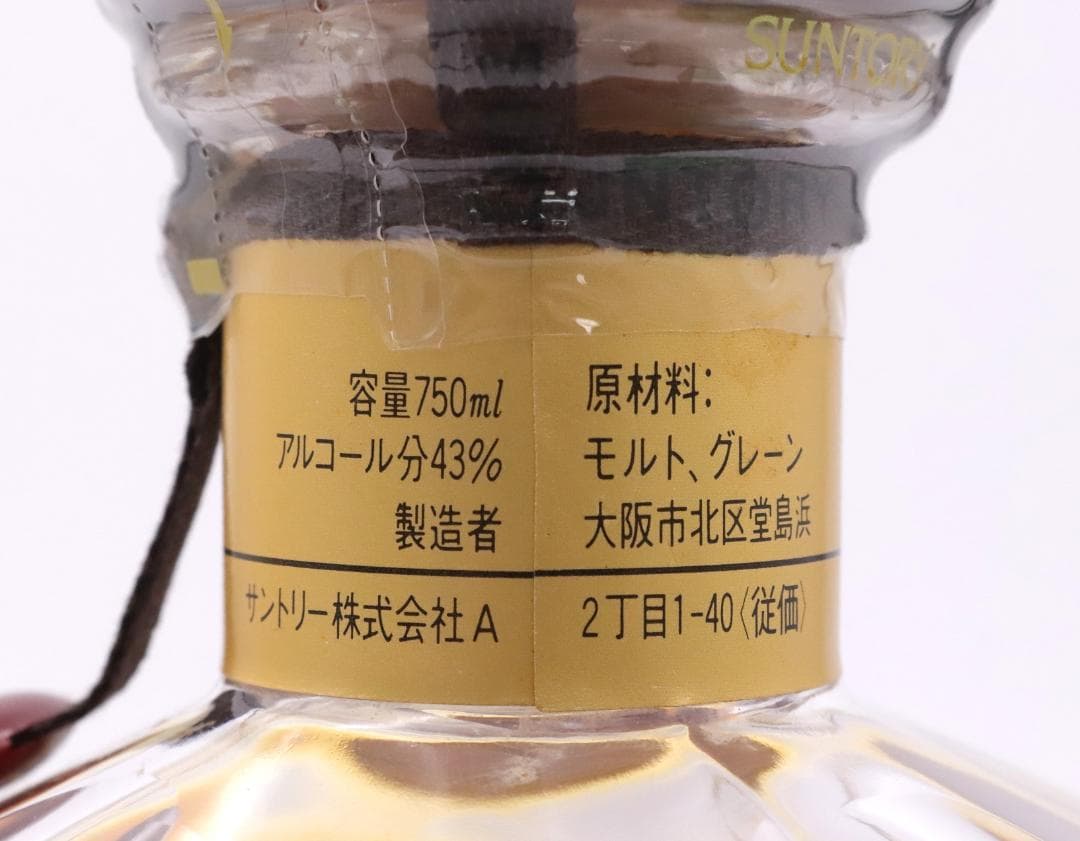 SUNTORY
容量750ml
アルコール分43%
製造者
サントリー株式会社A
原材料:
モルト、グレーン
大阪市北区堂島浜
2丁目1-40〈従価〉